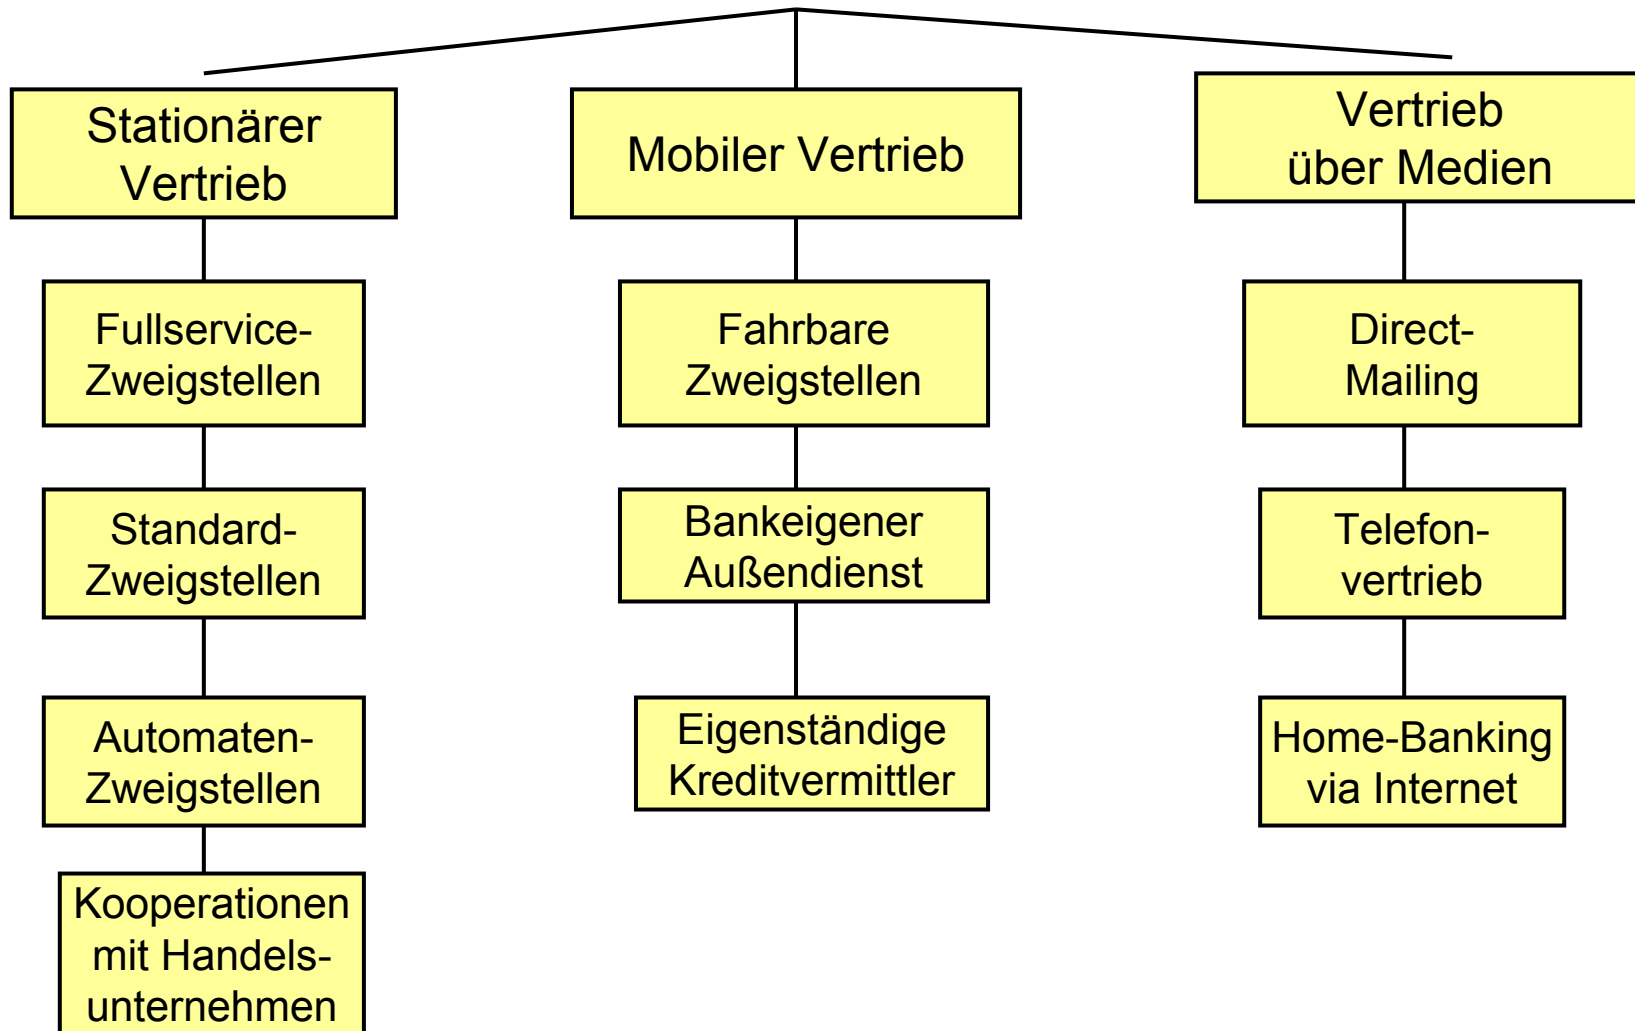 Stationärer
Vertrieb
Mobiler Vertrieb
Vertrieb
über Medien
Fullservice-
Zweigstellen
Fahrbare
Zweigstellen
Direct-
Mailing
Standard-
Zweigstellen
Bankeigener
Außendienst
Telefon-
vertrieb
Automaten-
Zweigstellen
Eigenständige
Kreditvermittler
Home-Banking
via Internet
Kooperationen
mit Handels-
unternehmen